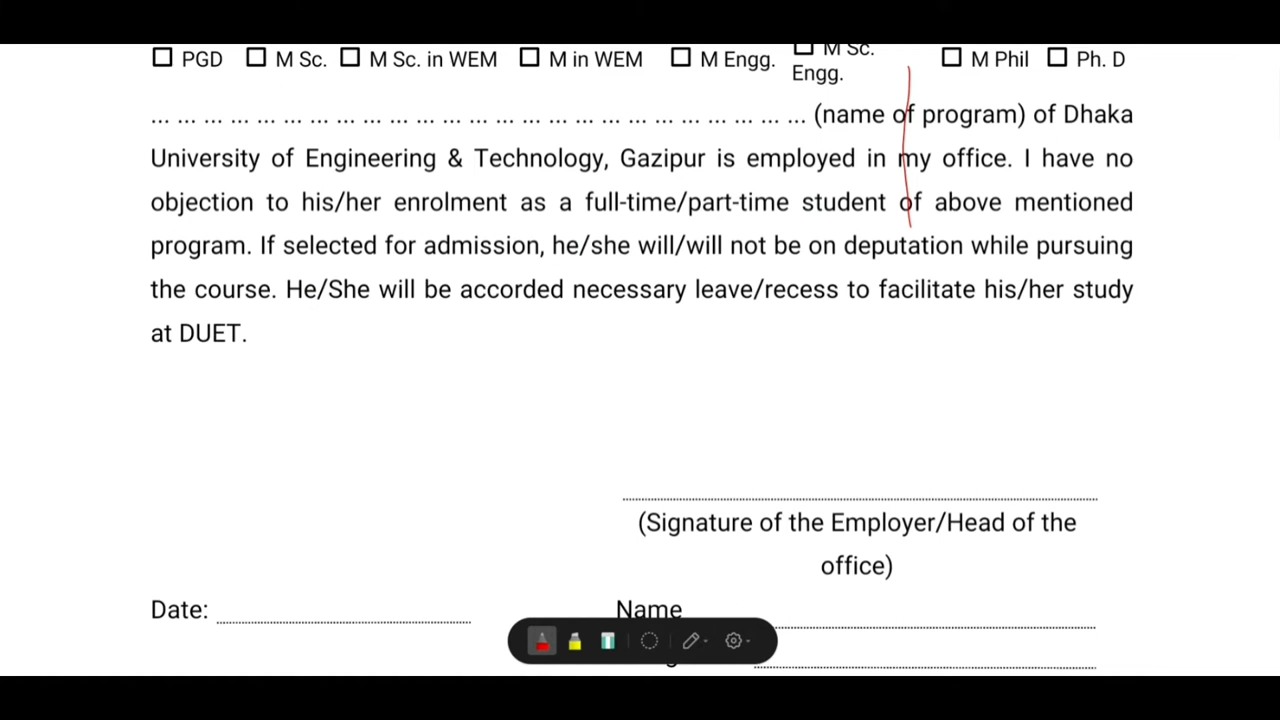 ☐ PGD ☐ M Sc. ☐ M Sc. in WEM ☐ M in WEM ☐ M Engg. ☐ M Sc. Engg. ☐ M Phil ☐ Ph. D
... ... ... ... ... ... ... ... ... ... ... ... ... ... ... ... ... ... ... ... ... ... ... ... ... (name of program) of Dhaka
University of Engineering & Technology, Gazipur is employed in my office. I have no
objection to his/her enrolment as a full-time/part-time student of above mentioned
program. If selected for admission, he/she will/will not be on deputation while pursuing
the course. He/She will be accorded necessary leave/recess to facilitate his/her study
at DUET.
(Signature of the Employer/Head of the
office)
Date: Name